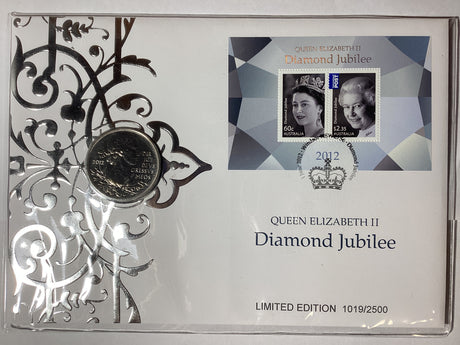 QUEEN ELIZABETH II
Diamond Jubilee
60c
AUSTRALIA
$2.35
AUSTRALIA
2012
QUEEN ELIZABETH II
Diamond Jubilee
LIMITED EDITION 1019/2500